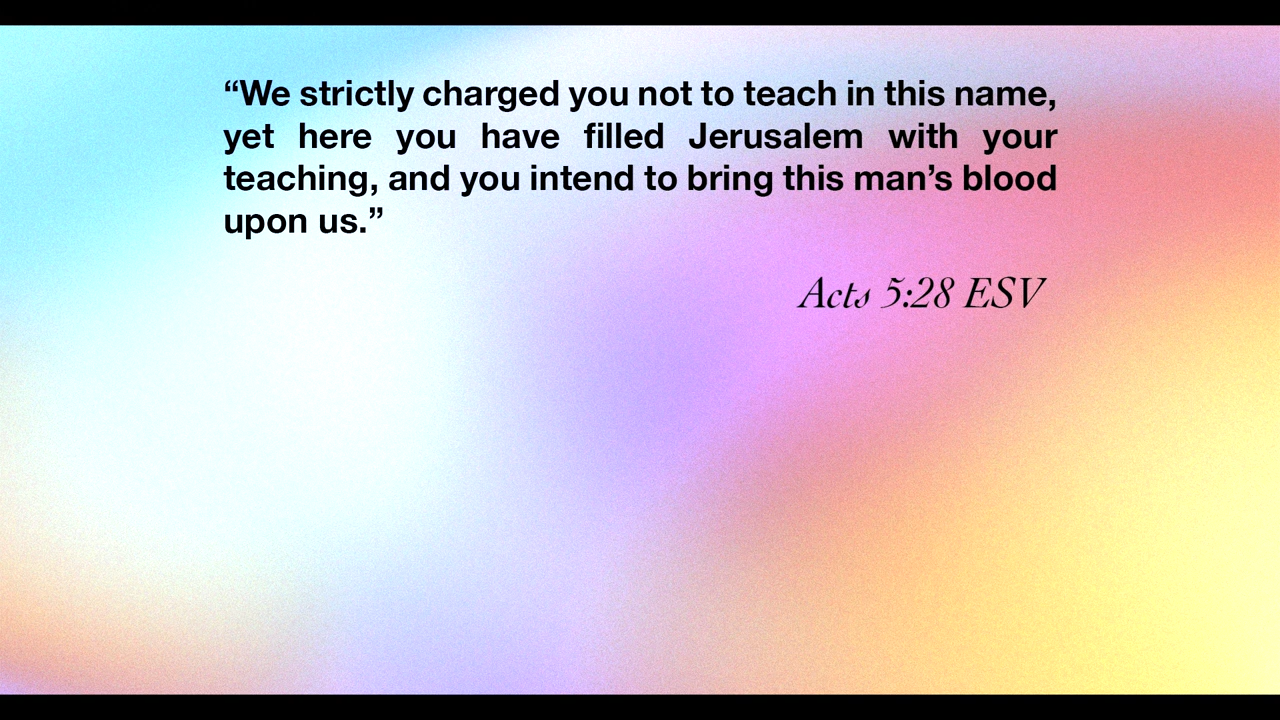 “We strictly charged you not to teach in this name,
yet here you have filled Jerusalem with your
teaching, and you intend to bring this man’s blood
upon us.”
Acts 5:28 ESV